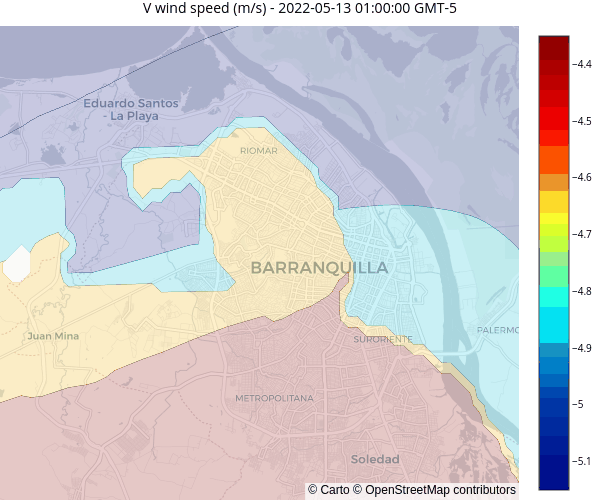 V wind speed (m/s) - 2022-05-13 01:00:00 GMT-5
Eduardo Santos
- La Playa
RIOMAR
BARRANQUILLA
Juan Mina
SURORIENTE
PALERMO
METROPOLITANA
Soledad
−4.4
−4.5
−4.6
−4.7
−4.8
−4.9
−5
−5.1
© Carto © OpenStreetMap contributors